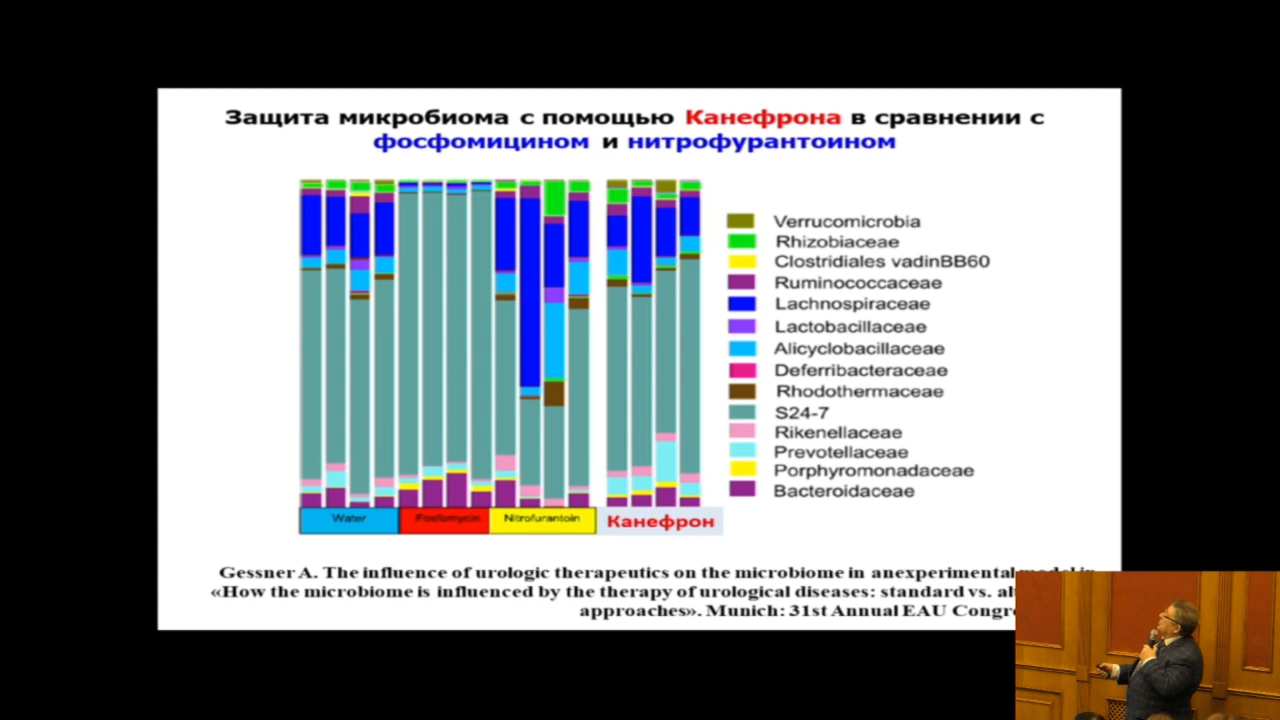 Защита микробиома с помощью Канефрона в сравнении с
фосфомицином и нитрофурантоином
Verrucomicrobia
Rhizobiaceae
Clostridiales vadinBB60
Ruminococcaceae
Lachnospiraceae
Lactobacillaceae
Alicyclobacillaceae
Deferribacteraceae
Rhodothermaceae
S24-7
Rikenellaceae
Prevotellaceae
Porphyromonadaceae
Bacteroidaceae
Water
Fosfomycin
Nitrofurantoin
Канефрон
Gessner A. The influence of urologic therapeutics on the microbiome in anexperimental
«How the microbiome is influenced by the therapy of urological diseases: standard vs.
approaches». Munich: 31st Annual EAU